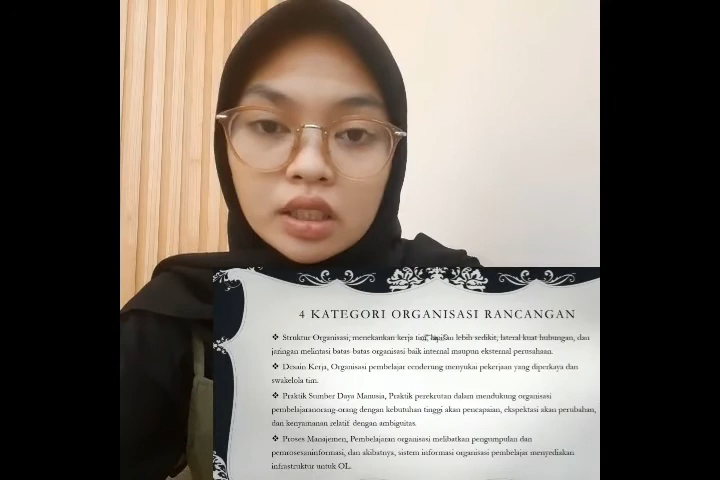 4 KATEGORI ORGANISASI RANCANGAN
❖ Struktur Organisasi, menekankan kerja tim, lapisan lebih sedikit, lateral kuat hubungan, dan
jaringan melintasi batas-batas organisasi baik internal maupun eksternal perusahaan.
❖ Desain Kerja, Organisasi pembelajar cenderung menyukai pekerjaan yang diperkaya dan
swakelola tim.
❖ Praktik Sumber Daya Manusia, Praktik perekrutan dalam mendukung organisasi
pembelajaranorang-orang dengan kebutuhan tinggi akan pencapaian, ekspektasi akan perubahan,
dan kenyamanan relatif dengan ambiguitas.
❖ Proses Manajemen, Pembelajaran organisasi melibatkan pengumpulan dan
pemrosesaninformasi, dan akibatnya, sistem informasi organisasi pembelajar menyediakan
infrastruktur untuk OL.